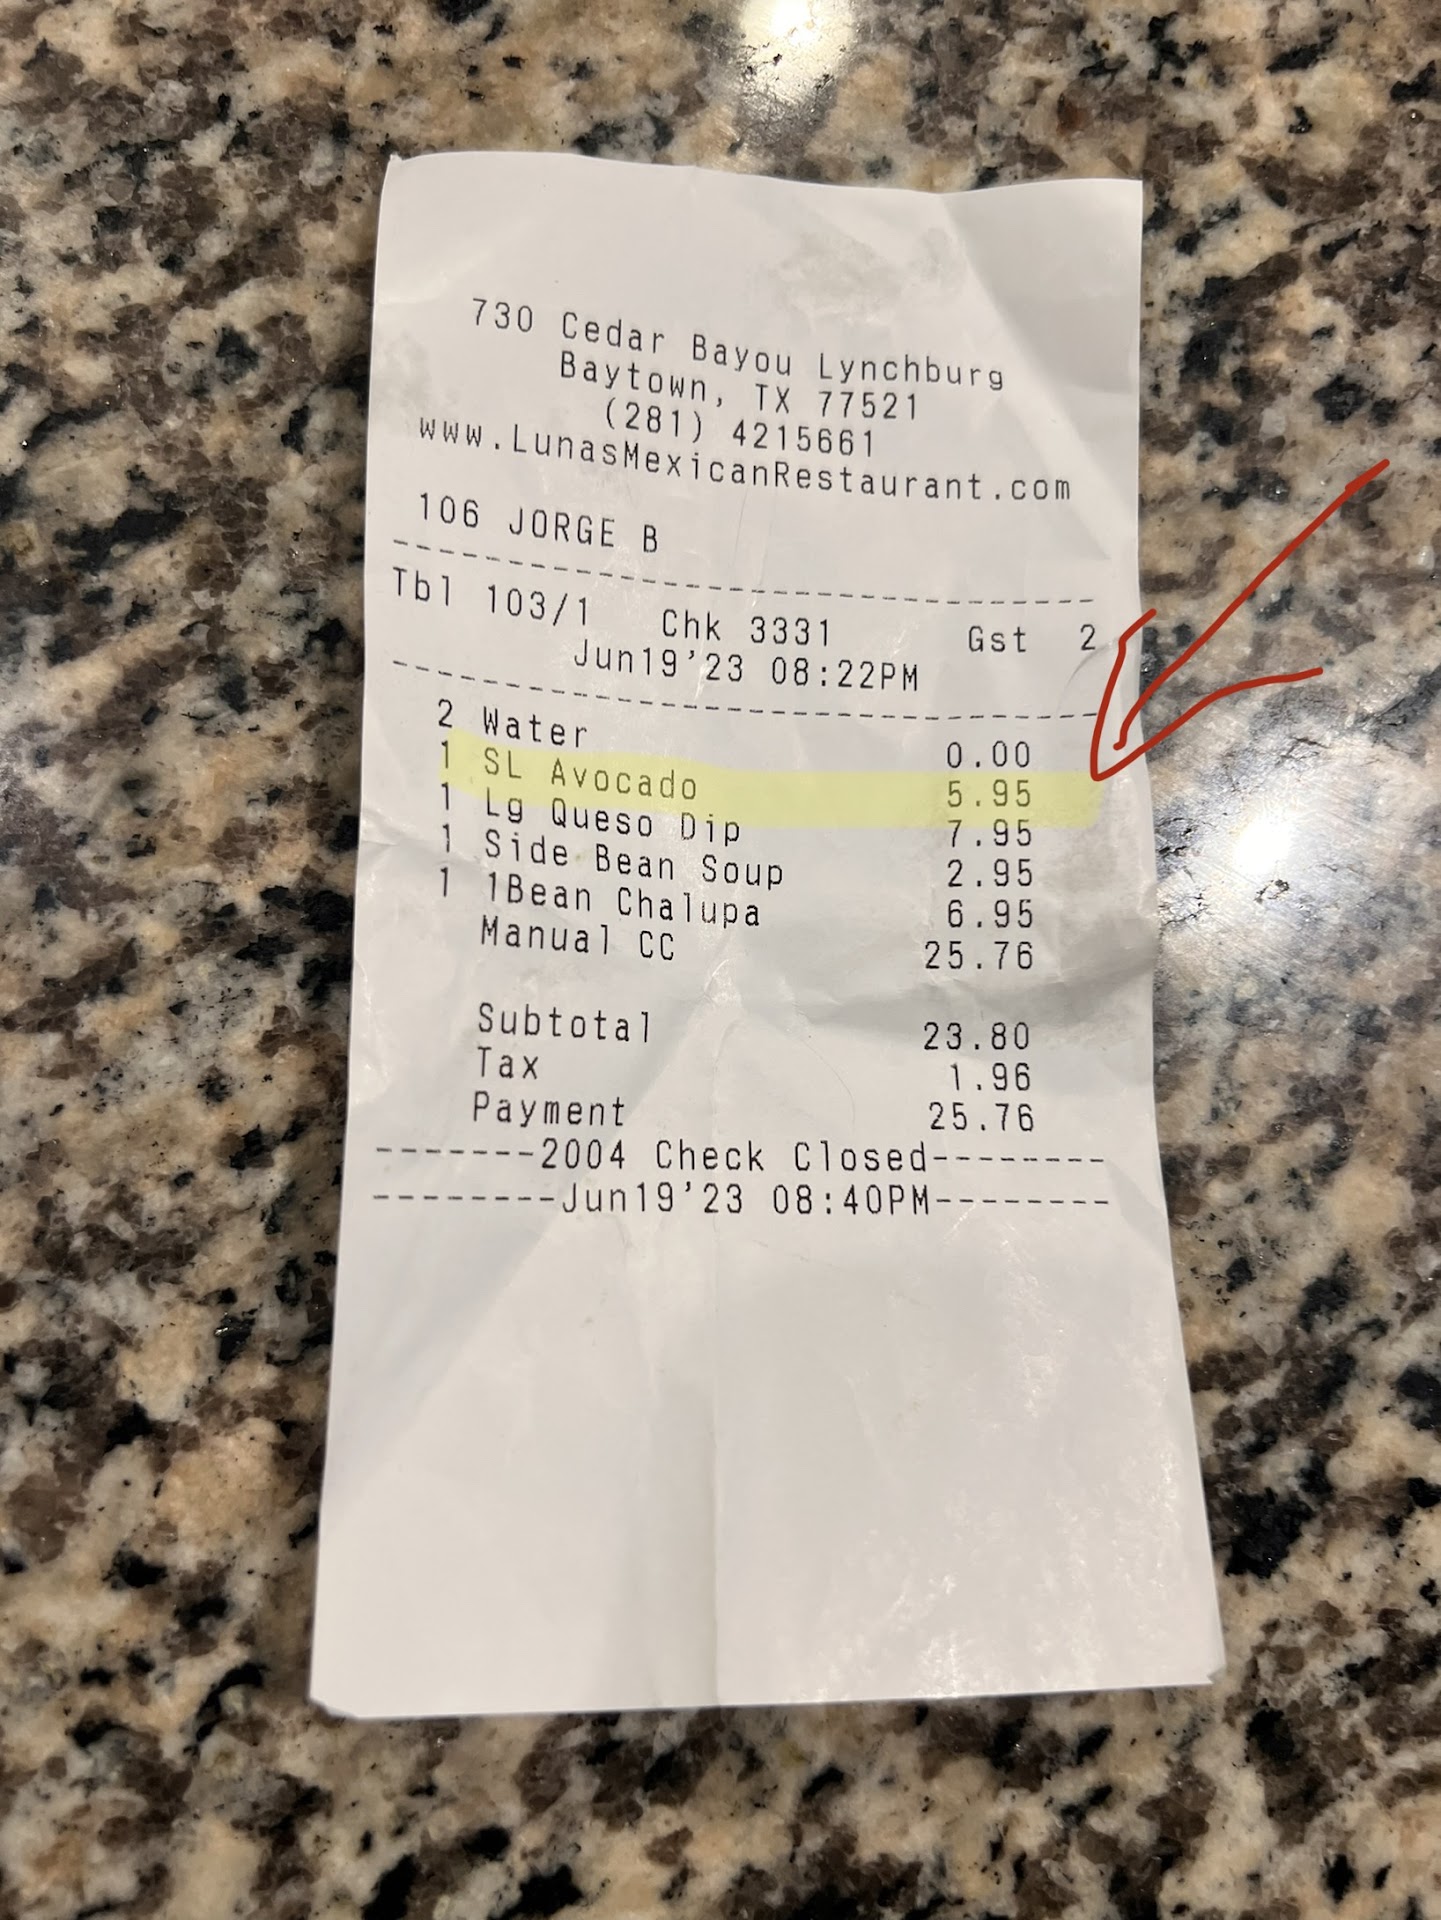 730 Cedar Bayou Lynchburg
Baytown, TX 77521
(281) 4215661
www.LunasMexicanRestaurant.com
106 JORGE B
--------------------------------
Tbl 103/1 Chk 3331 Gst 2
Jun19'23 08:22PM
--------------------------------
2 Water 0.00
1 SL Avocado 5.95
1 Lg Queso Dip 7.95
1 Side Bean Soup 2.95
1 1Bean Chalupa 6.95
Manual CC 25.76
Subtotal 23.80
Tax 1.96
Payment 25.76
-------2004 Check Closed--------
--------Jun19'23 08:40PM--------